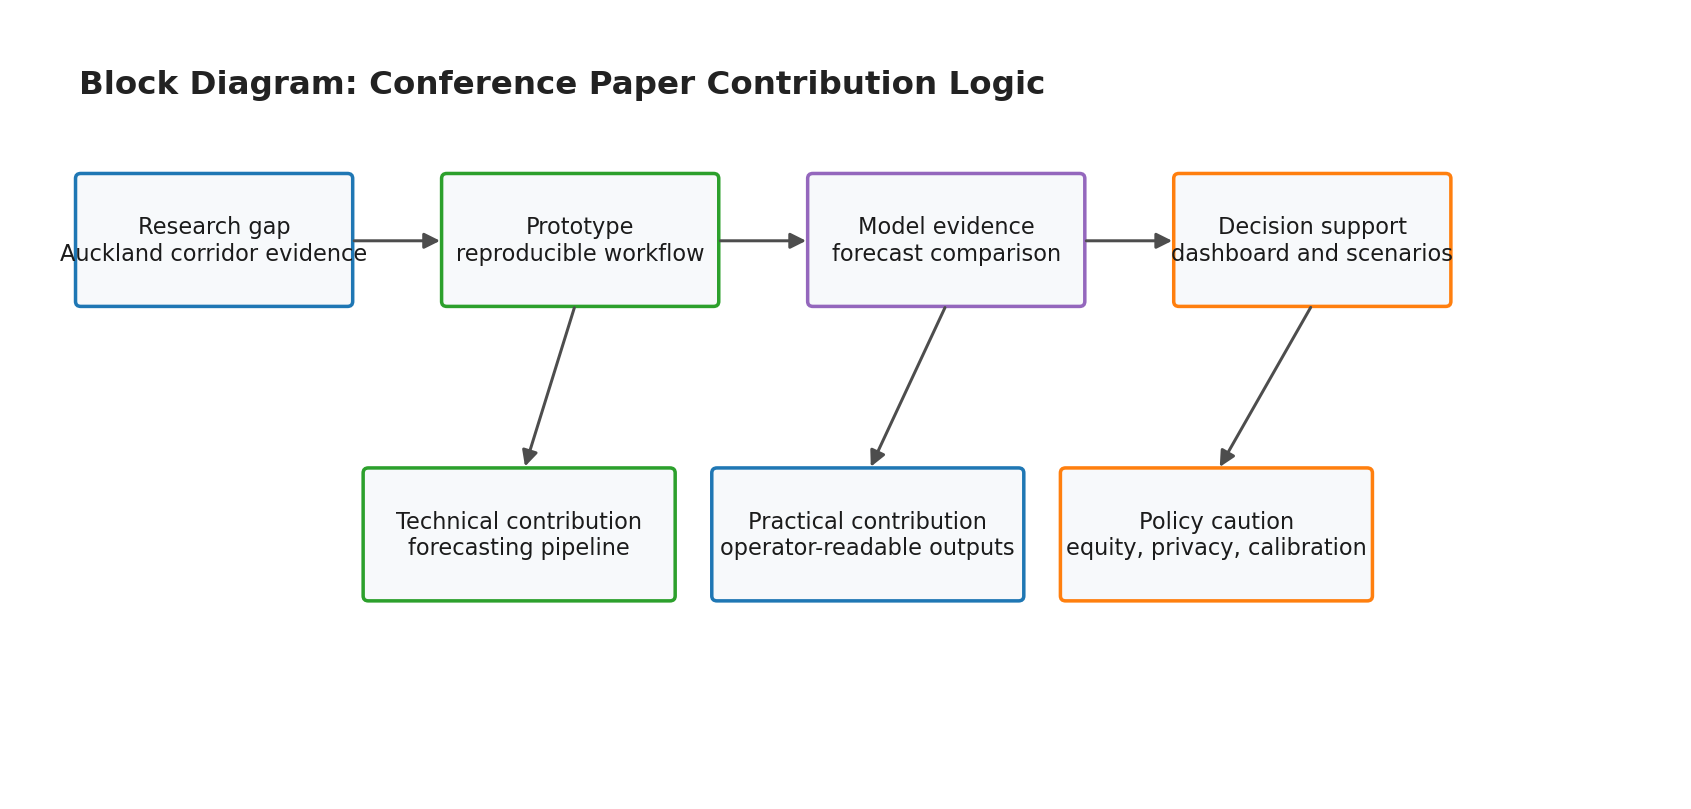 Block Diagram: Conference Paper Contribution Logic
Research gap
Auckland corridor evidence
Prototype
reproducible workflow
Model evidence
forecast comparison
Decision support
dashboard and scenarios
Technical contribution
forecasting pipeline
Practical contribution
operator-readable outputs
Policy caution
equity, privacy, calibration